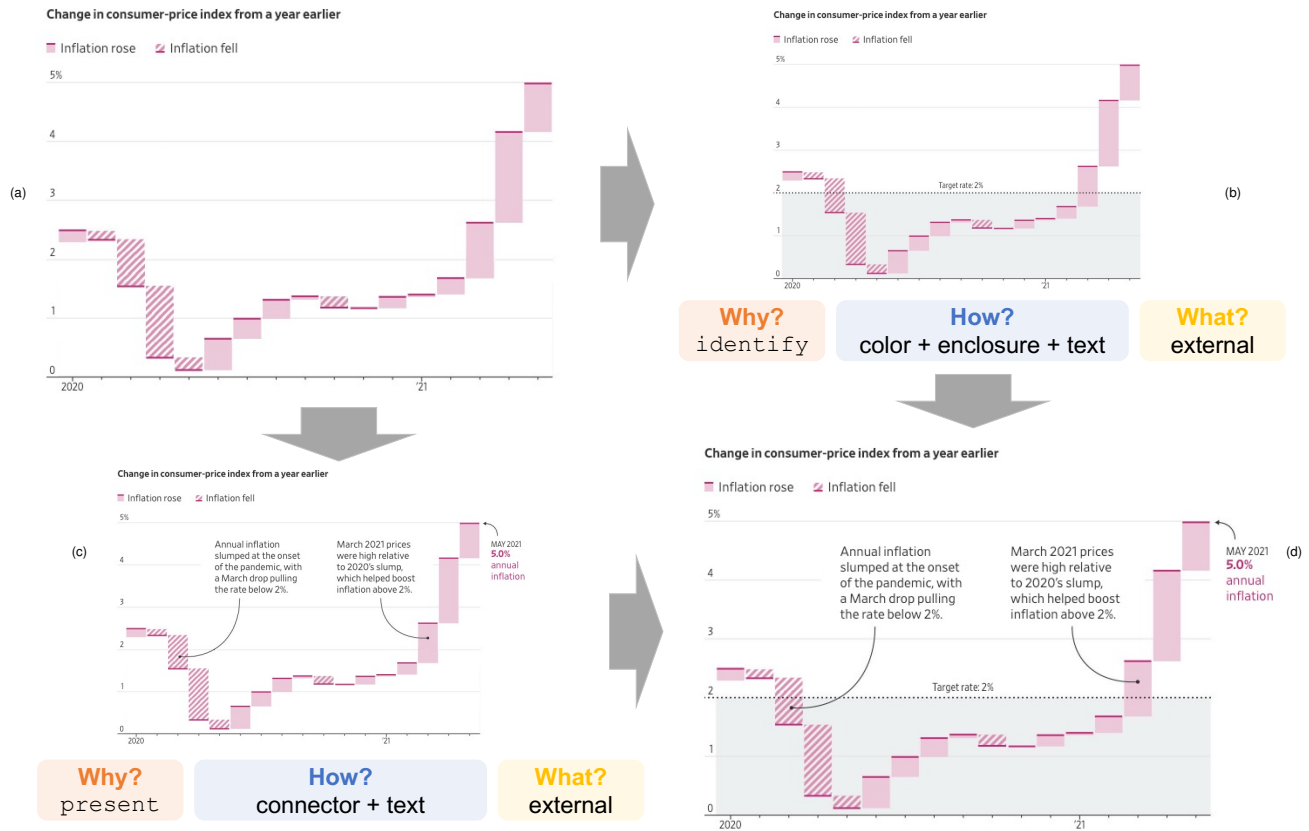 Change in consumer-price index from a year earlier
Inflation rose Inflation fell
5%
4
3
2
1
0
2020 '21
(a)
Change in consumer-price index from a year earlier
Inflation rose Inflation fell
5%
4
3
2
Target rate: 2%
1
0
2020 '21
(b)
Why?
identify
How?
color + enclosure + text
What?
external
Change in consumer-price index from a year earlier
Inflation rose Inflation fell
5%
4
3
2
1
0
2020 '21
(c)
Annual inflation
slumped at the onset
of the pandemic, with
a March drop pulling
the rate below 2%.
March 2021 prices
were high relative
to 2020's slump,
which helped boost
inflation above 2%.
MAY 2021
5.0%
annual
inflation
Why?
present
How?
connector + text
What?
external
Change in consumer-price index from a year earlier
Inflation rose Inflation fell
5%
4
3
2
1
0
2020 '21
Annual inflation
slumped at the onset
of the pandemic, with
a March drop pulling
the rate below 2%.
March 2021 prices
were high relative
to 2020's slump,
which helped boost
inflation above 2%.
MAY 2021
5.0%
annual
inflation
(d)
Target rate: 2%